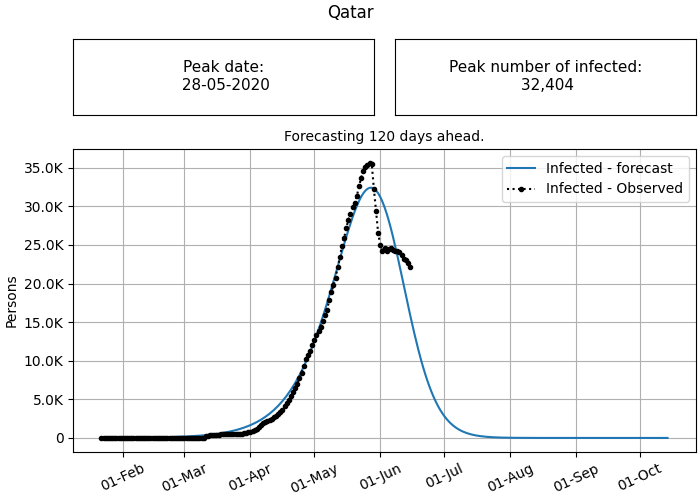 Qatar
Peak date:
28-05-2020
Peak number of infected:
32,404
Forecasting 120 days ahead.
Infected - forecast
Infected - Observed
Persons
35.0K
30.0K
25.0K
20.0K
15.0K
10.0K
5.0K
0
01-Feb
01-Mar
01-Apr
01-May
01-Jun
01-Jul
01-Aug
01-Sep
01-Oct